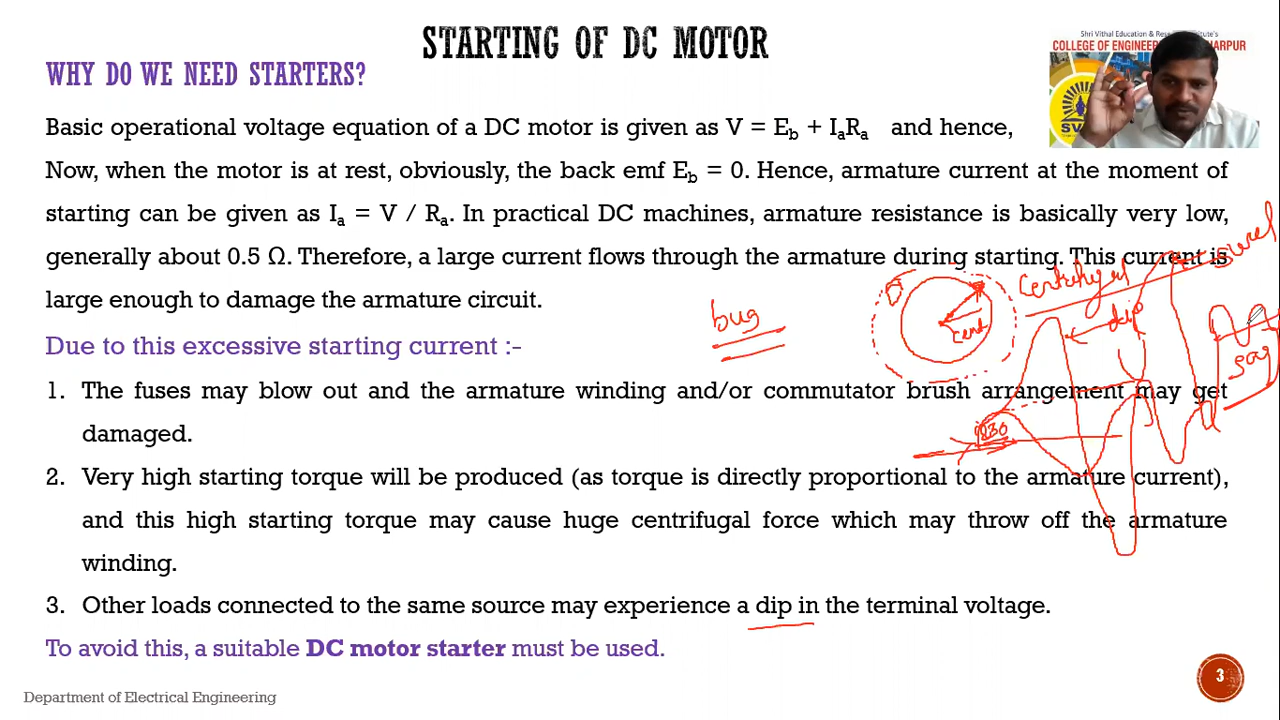 STARTING OF DC MOTOR
Shri Vithal Education &
COLLEGE OF ENGINE
WHY DO WE NEED STARTERS?
Basic operational voltage equation of a DC motor is given as V = Eb + IaRa and hence,
Now, when the motor is at rest, obviously, the back emf Eb = 0. Hence, armature current at the moment of
starting can be given as Ia = V / Ra. In practical DC machines, armature resistance is basically very low,
generally about 0.5 Ω. Therefore, a large current flows through the armature during starting. This current is
large enough to damage the armature circuit.
Due to this excessive starting current :-
1. The fuses may blow out and the armature winding and/or commutator brush arrangement may get
damaged.
2. Very high starting torque will be produced (as torque is directly proportional to the armature current),
and this high starting torque may cause huge centrifugal force which may throw off the armature
winding.
3. Other loads connected to the same source may experience a dip in the terminal voltage.
To avoid this, a suitable DC motor starter must be used.
bug
cent
centrifugal
dip
230
sag
3
Department of Electrical Engineering